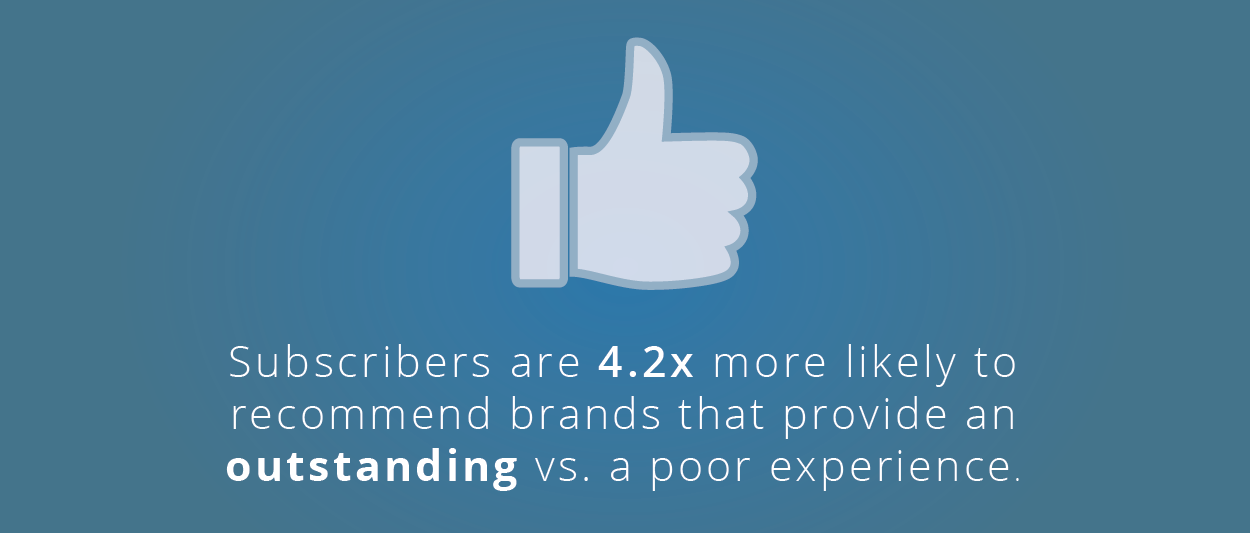 Subscribers are 4.2x more likely to
recommend brands that provide an
outstanding vs. a poor experience.